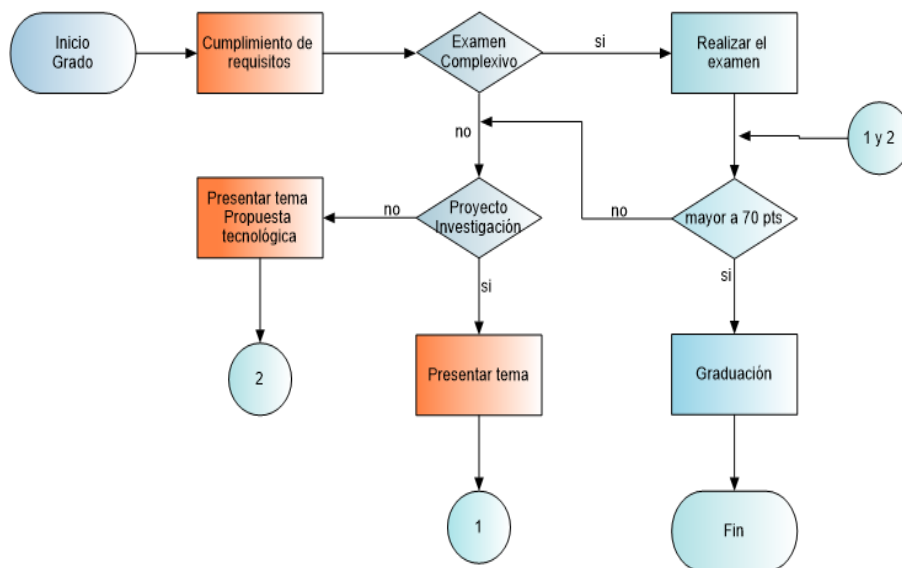 Inicio
Grado
Cumplimiento de
requisitos
Examen
Complexivo
si
Realizar el
examen
no
1 y 2
Presentar tema
Propuesta
tecnológica
no
Proyecto
Investigación
no
mayor a 70 pts
si
si
2
Presentar tema
Graduación
1
Fin